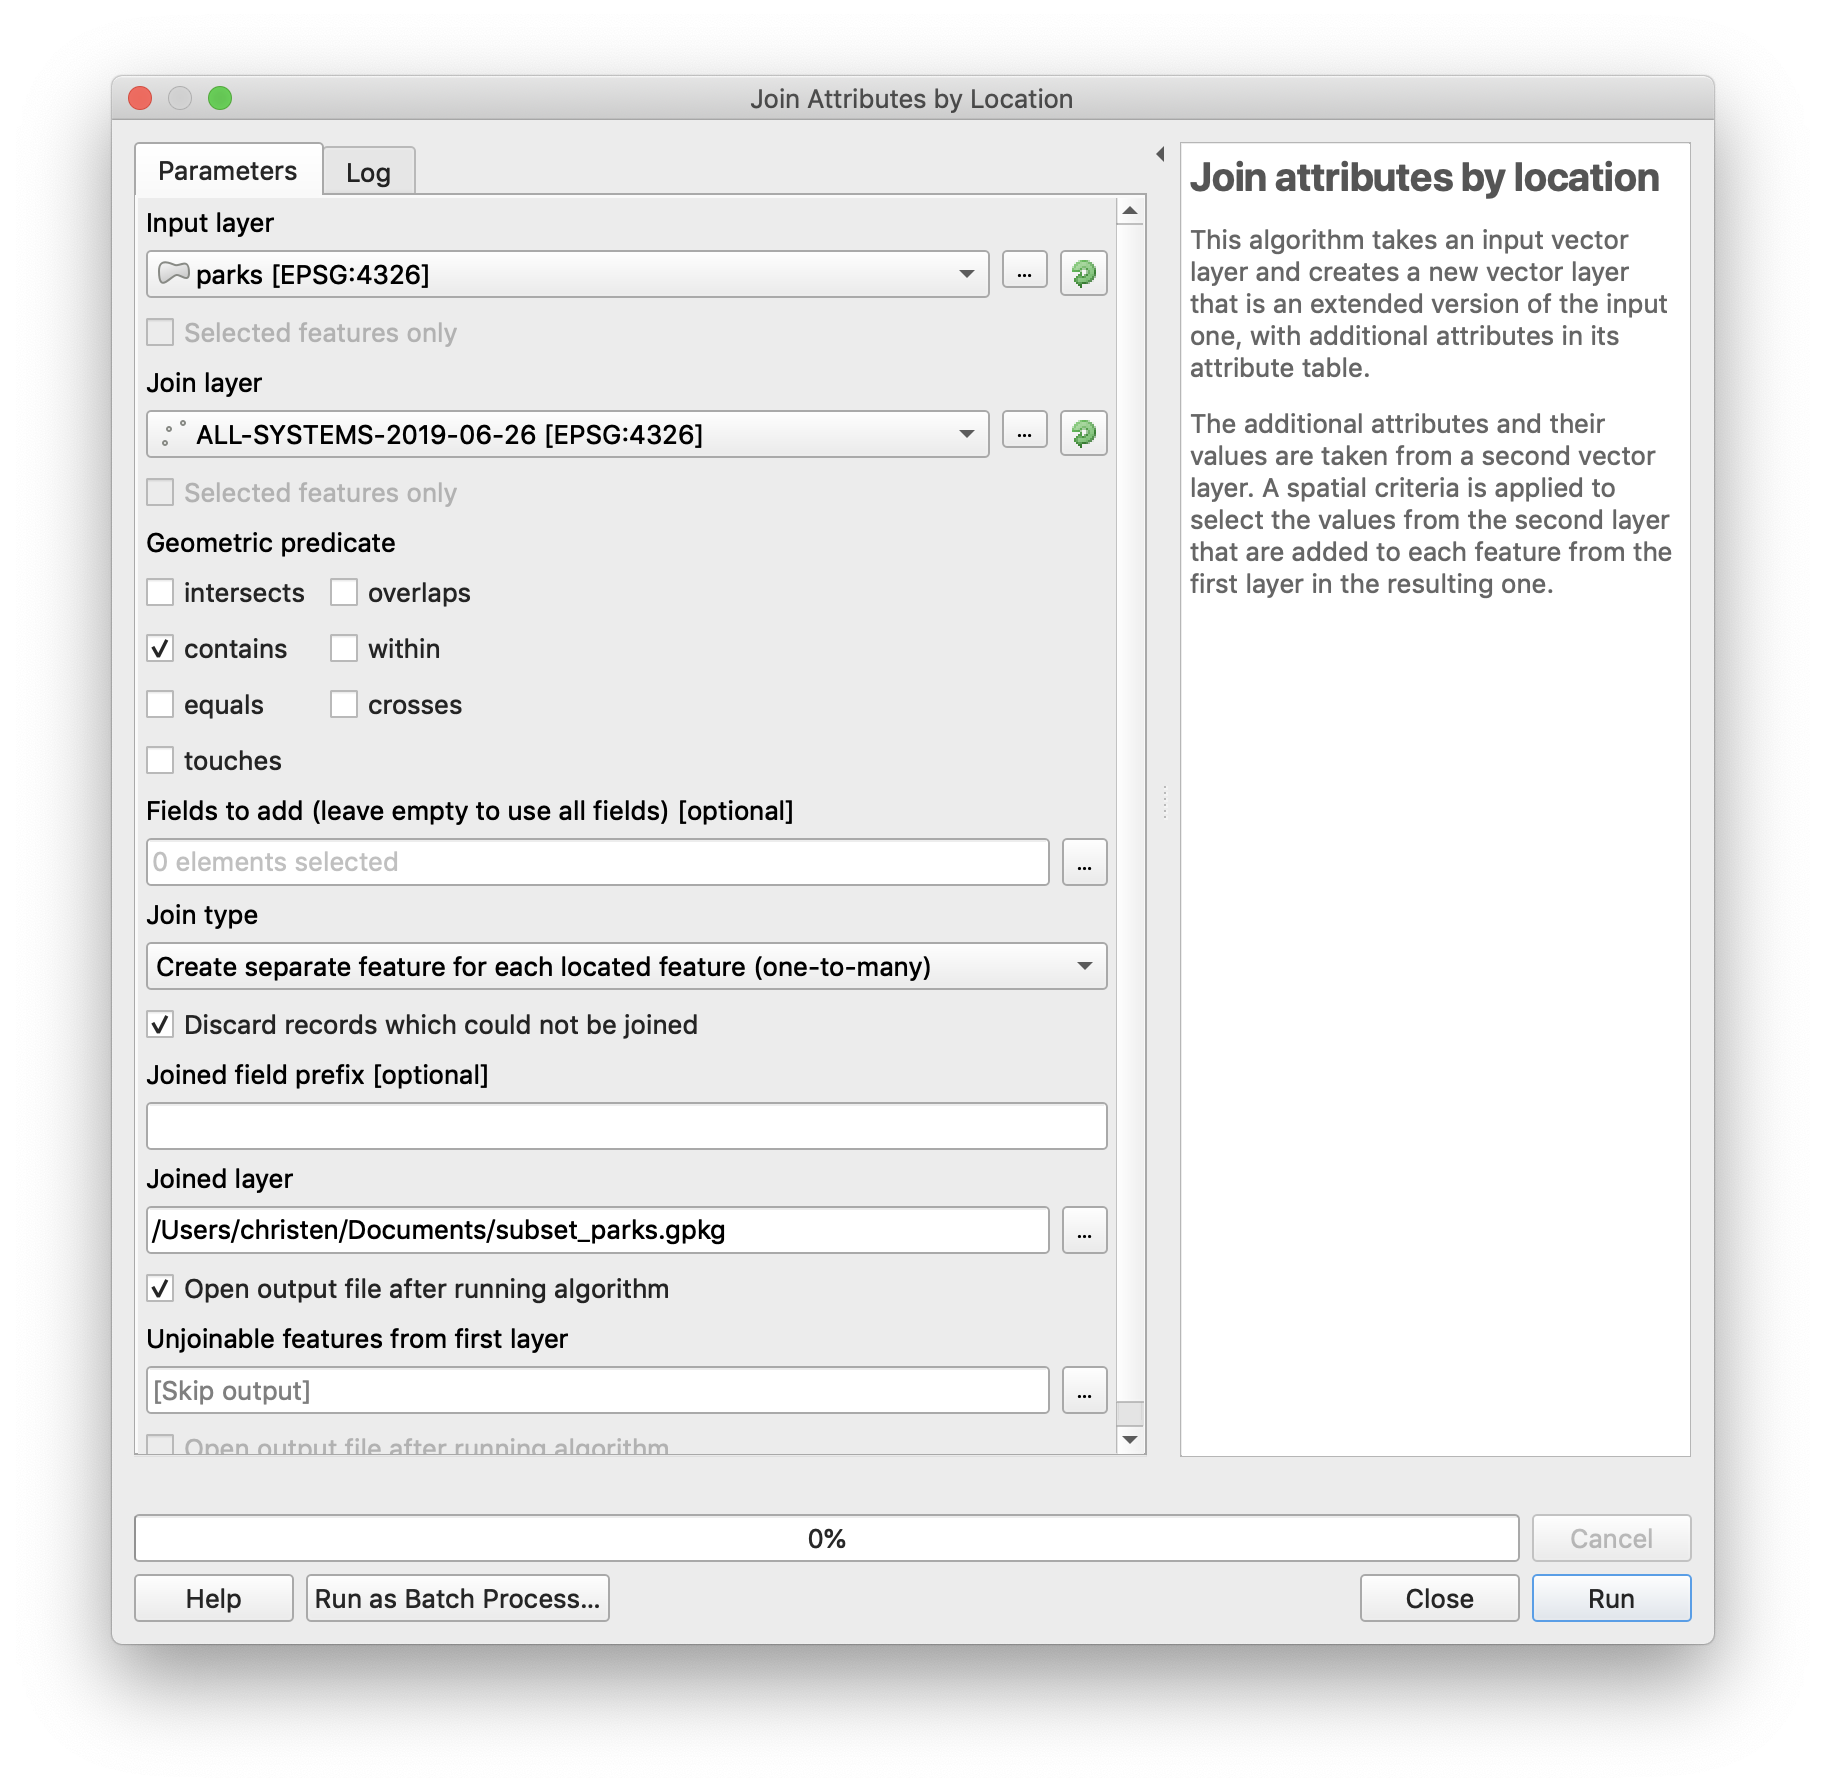 Join Attributes by Location
Parameters
Log
Input layer
parks [EPSG:4326]
...
Selected features only
Join layer
ALL-SYSTEMS-2019-06-26 [EPSG:4326]
...
Selected features only
Geometric predicate
intersects
overlaps
contains
within
equals
crosses
touches
Fields to add (leave empty to use all fields) [optional]
0 elements selected
...
Join type
Create separate feature for each located feature (one-to-many)
Discard records which could not be joined
Joined field prefix [optional]
Joined layer
/Users/christen/Documents/subset_parks.gpkg
...
Open output file after running algorithm
Unjoinable features from first layer
[Skip output]
...
Open output file after running algorithm
Join attributes by location
This algorithm takes an input vector
layer and creates a new vector layer
that is an extended version of the input
one, with additional attributes in its
attribute table.
The additional attributes and their
values are taken from a second vector
layer. A spatial criteria is applied to
select the values from the second layer
that are added to each feature from the
first layer in the resulting one.
0%
Cancel
Help
Run as Batch Process...
Close
Run